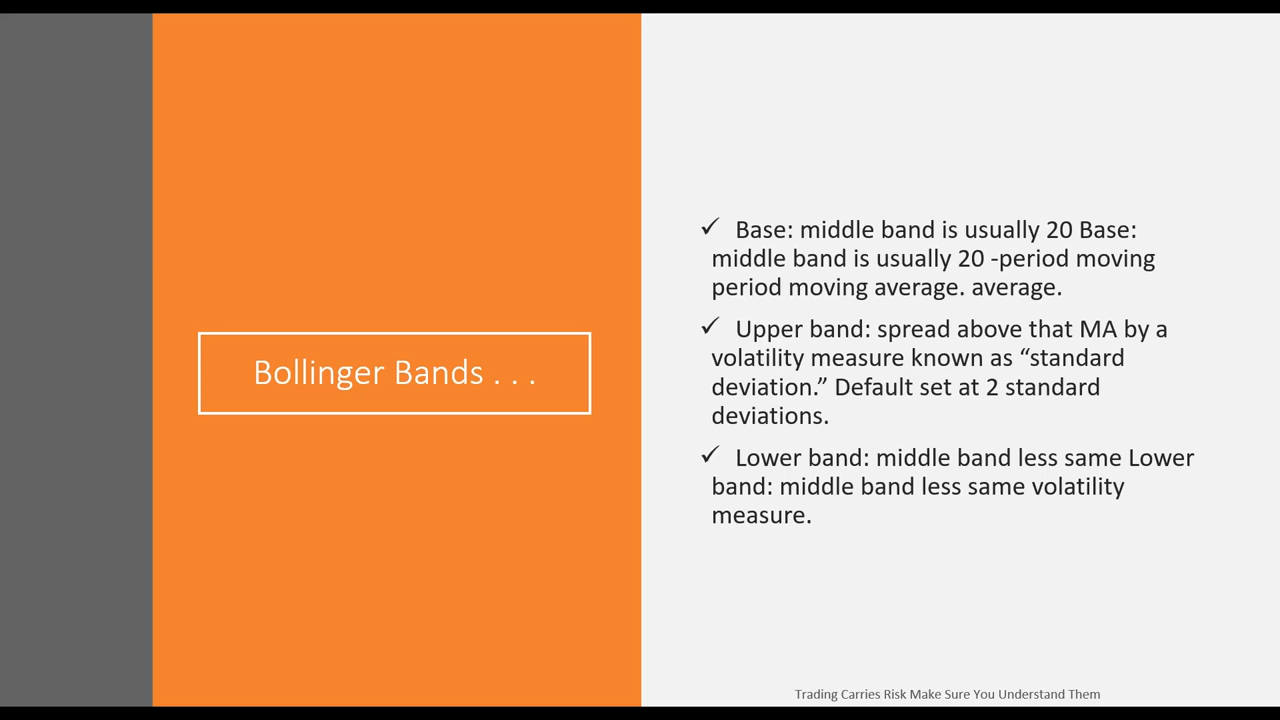 Bollinger Bands . . .
✓ Base: middle band is usually 20 Base:
middle band is usually 20 -period moving
period moving average. average.
✓ Upper band: spread above that MA by a
volatility measure known as “standard
deviation.” Default set at 2 standard
deviations.
✓ Lower band: middle band less same Lower
band: middle band less same volatility
measure.
Trading Carries Risk Make Sure You Understand Them